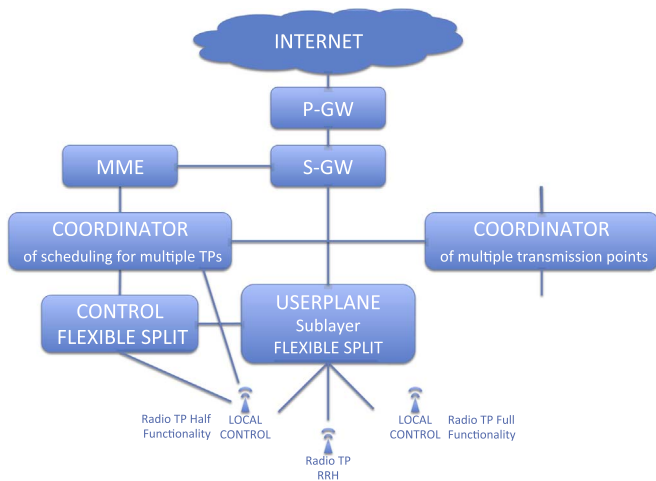 INTERNET
P-GW
MME
S-GW
COORDINATOR
of scheduling for multiple TPs
COORDINATOR
of multiple transmission points
CONTROL
FLEXIBLE SPLIT
USERPLANE
Sublayer
FLEXIBLE SPLIT
Radio TP Half
Functionality
LOCAL
CONTROL
Radio TP
RRH
LOCAL
CONTROL
Radio TP Full
Functionality